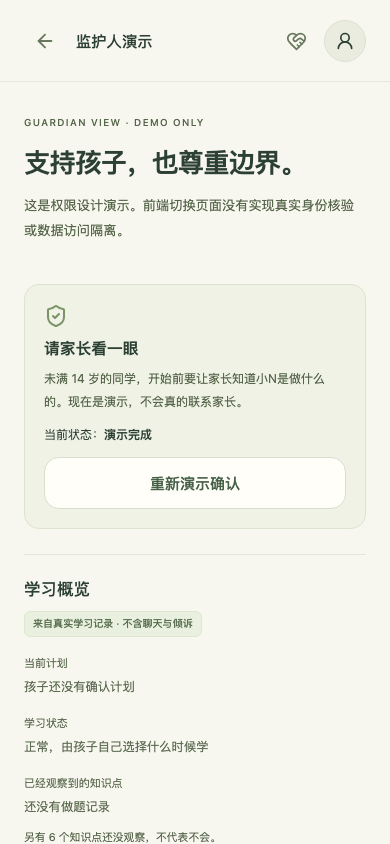 监护人演示
GUARDIAN VIEW · DEMO ONLY
支持孩子，也尊重边界。
这是权限设计演示。前端切换页面没有实现真实身份核验
或数据访问隔离。
请家长看一眼
未满 14 岁的同学，开始前要让家长知道小N是做什么
的。现在是演示，不会真的联系家长。
当前状态：演示完成
重新演示确认
学习概览
来自真实学习记录 · 不含聊天与倾诉
当前计划
孩子还没有确认计划
学习状态
正常，由孩子自己选择什么时候学
已经观察到的知识点
还没有做题记录
另有 6 个知识点还没观察，不代表不会。